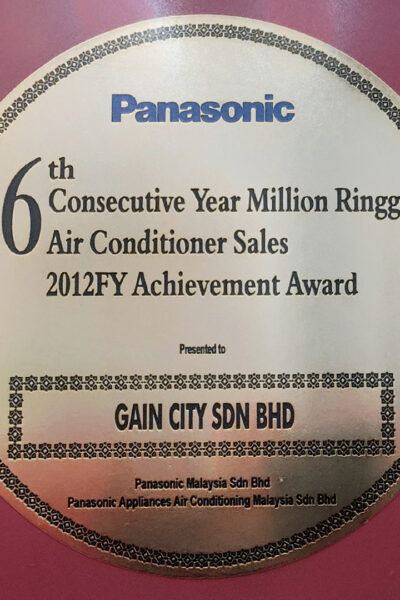 Panasonic
6th
Consecutive Year Million Ringg
Air Conditioner Sales
2012FY Achievement Award
Presented to
GAIN CITY SDN BHD
Panasonic Malaysia Sdn Bhd
Panasonic Appliances Air Conditioning Malaysia Sdn Bhd